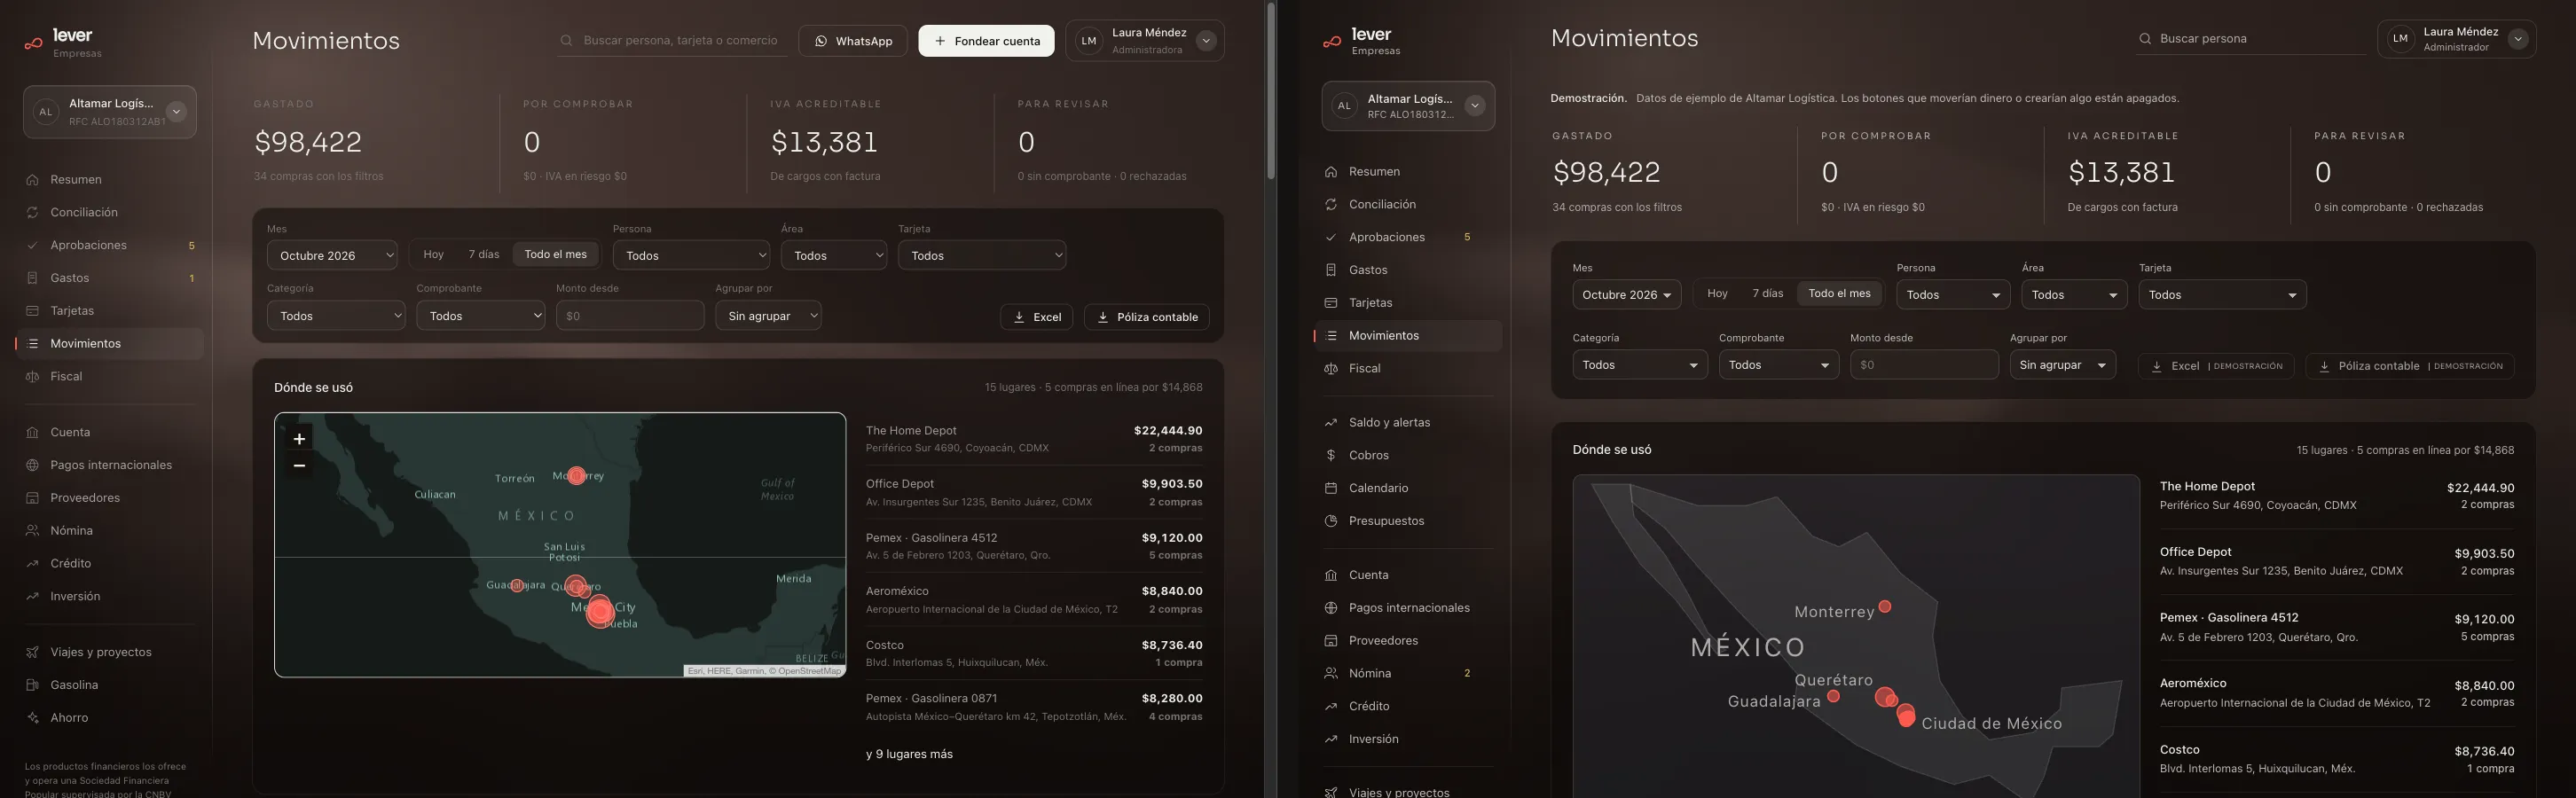 lever
Empresas
AL
Altamar Logís...
RFC ALO180312AB1
Resumen
Conciliación
Aprobaciones 5
Gastos 1
Tarjetas
Movimientos
Fiscal
Cuenta
Pagos internacionales
Proveedores
Nómina
Crédito
Inversión
Viajes y proyectos
Gasolina
Ahorro
Los productos financieros los ofrece
y opera una Sociedad Financiera
Popular supervisada por la CNBV
Movimientos
Buscar persona, tarjeta o comercio
WhatsApp
+ Fondear cuenta
LM
Laura Méndez
Administradora
GASTADO
$98,422
34 compras con los filtros
POR COMPROBAR
0
$0 · IVA en riesgo $0
IVA ACREDITABLE
$13,381
De cargos con factura
PARA REVISAR
0
0 sin comprobante · 0 rechazadas
Mes
Octubre 2026
Hoy
7 días
Todo el mes
Persona
Todos
Área
Todos
Tarjeta
Todos
Categoría
Todos
Comprobante
Todos
Monto desde
$0
Agrupar por
Sin agrupar
Excel
Póliza contable
Dónde se usó
15 lugares · 5 compras en línea por $14,868
+
−
Culiacan
Torreón
Gulf of
Mexico
MÉXICO
San Luis
Potosi
Guadalajara
City
Puebla
Merida
BELIZE
Esri, HERE, Garmin, © OpenStreetMap
The Home Depot $22,444.90
Periférico Sur 4690, Coyoacán, CDMX 2 compras
Office Depot $9,903.50
Av. Insurgentes Sur 1235, Benito Juárez, CDMX 2 compras
Pemex · Gasolinera 4512 $9,120.00
Av. 5 de Febrero 1203, Querétaro, Qro. 5 compras
Aeroméxico $8,840.00
Aeropuerto Internacional de la Ciudad de México, T2 2 compras
Costco $8,736.40
Blvd. Interlomas 5, Huixquilucan, Méx. 1 compra
Pemex · Gasolinera 0871 $8,280.00
Autopista México–Querétaro km 42, Tepotzotlán, Méx. 4 compras
y 9 lugares más
lever
Empresas
AL
Altamar Logís...
RFC ALO180312...
Resumen
Conciliación
Aprobaciones 5
Gastos
Tarjetas
Movimientos
Fiscal
Saldo y alertas
Cobros
Calendario
Presupuestos
Cuenta
Pagos internacionales
Proveedores
Nómina 2
Crédito
Inversión
Viajes y proyectos
Movimientos
Buscar persona
LM
Laura Méndez
Administrador
Demostración. Datos de ejemplo de Altamar Logística. Los botones que moverían dinero o crearían algo están apagados.
GASTADO
$98,422
34 compras con los filtros
POR COMPROBAR
0
$0 · IVA en riesgo $0
IVA ACREDITABLE
$13,381
De cargos con factura
PARA REVISAR
0
0 sin comprobante · 0 rechazadas
Mes
Octubre 2026
Hoy
7 días
Todo el mes
Persona
Todos
Área
Todos
Tarjeta
Todos
Categoría
Todos
Comprobante
Todos
Monto desde
$0
Agrupar por
Sin agrupar
Excel | DEMOSTRACIÓN
Póliza contable | DEMOSTRACIÓN
Dónde se usó
15 lugares · 5 compras en línea por $14,868
Monterrey
MÉXICO
Querétaro
Guadalajara
Ciudad de México
The Home Depot $22,444.90
Periférico Sur 4690, Coyoacán, CDMX 2 compras
Office Depot $9,903.50
Av. Insurgentes Sur 1235, Benito Juárez, CDMX 2 compras
Pemex · Gasolinera 4512 $9,120.00
Av. 5 de Febrero 1203, Querétaro, Qro. 5 compras
Aeroméxico $8,840.00
Aeropuerto Internacional de la Ciudad de México, T2 2 compras
Costco $8,736.40
Blvd. Interlomas 5, Huixquilucan, Méx. 1 compra